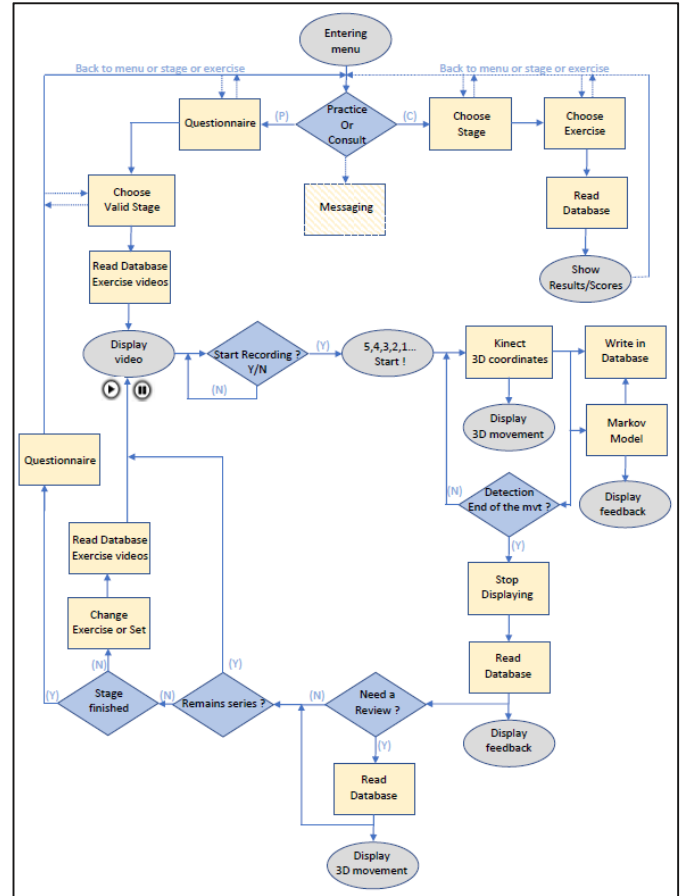 Entering
menu
Back to menu or stage or exercise
Back to menu or stage or exercise
Questionnaire
(P)
Practice
Or
Consult
(C)
Choose
Stage
Choose
Exercise
Choose
Valid Stage
Messaging
Read
Database
Read Database
Exercise videos
Show
Results/Scores
Display
video
Start Recording ?
Y/N
(Y)
(N)
5,4,3,2,1...
Start !
Kinect
3D coordinates
Write in
Database
Display
3D movement
Markov
Model
Questionnaire
(N)
Detection
End of the mvt ?
(Y)
Display
feedback
Read Database
Exercise videos
Stop
Displaying
Change
Exercise or Set
Read
Database
(N)
(Y)
Stage
finished
(Y)
(N)
Remains series ?
(N)
Need a
Review ?
(Y)
Display
feedback
Read
Database
Display
3D movement